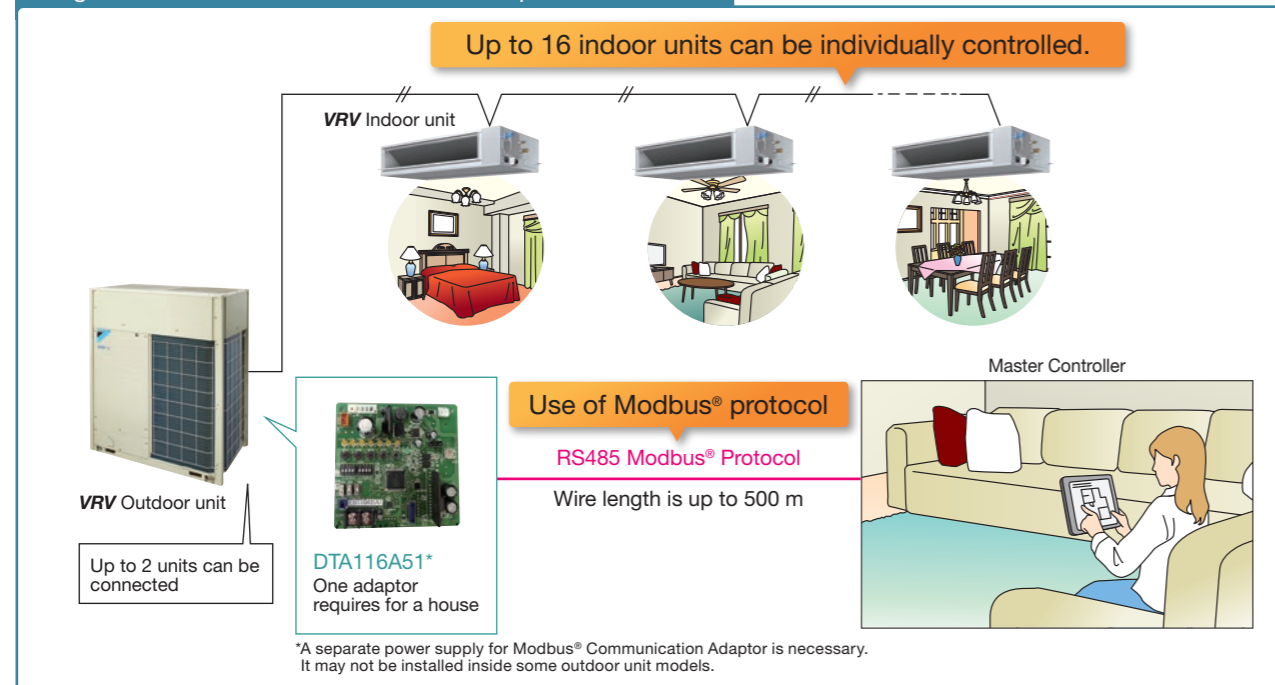 Up to 16 indoor units can be individually controlled.
VRV Indoor unit
Master Controller
Use of Modbus® protocol
RS485 Modbus® Protocol
Wire length is up to 500 m
VRV Outdoor unit
Up to 2 units can be
connected
DTA116A51*
One adaptor
requires for a house
*A separate power supply for Modbus® Communication Adaptor is necessary.
It may not be installed inside some outdoor unit models.